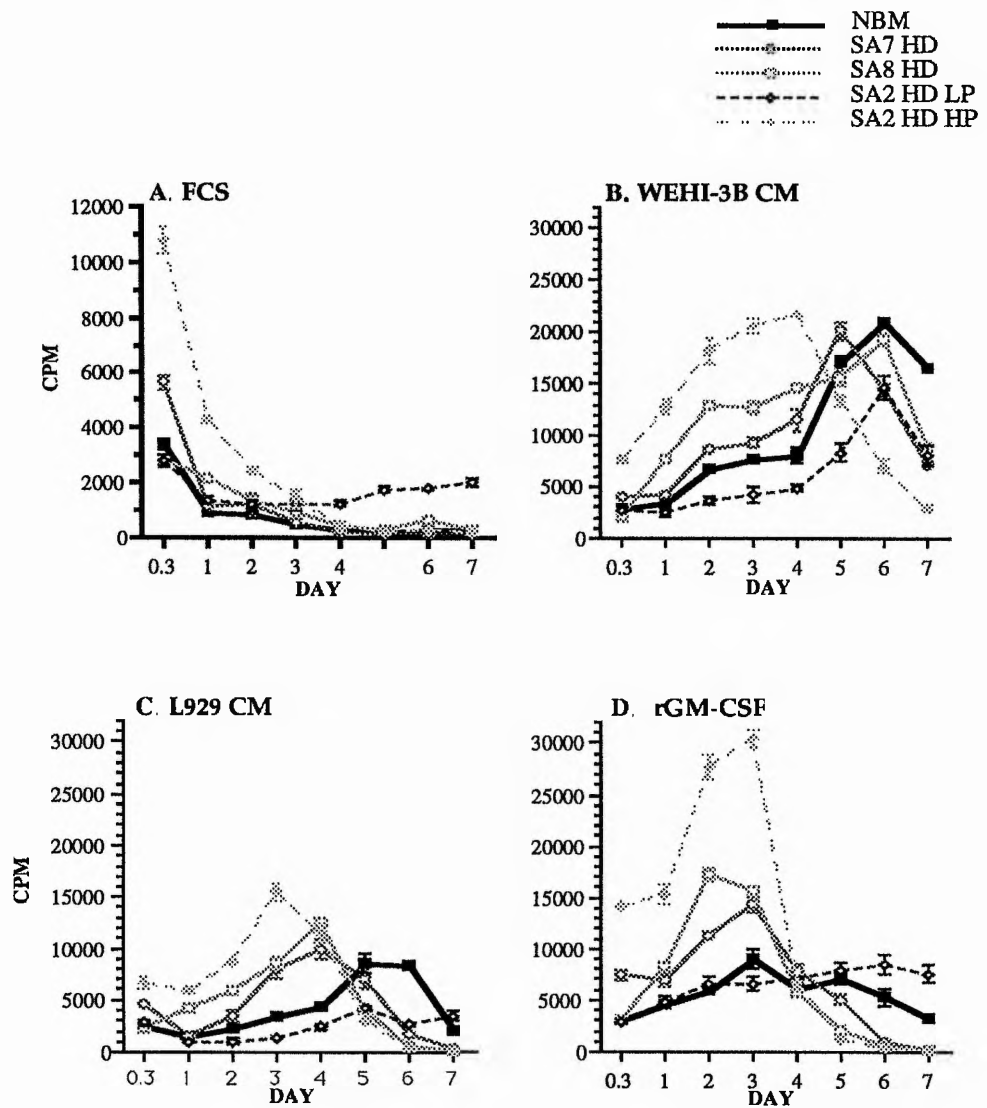 NBM
SA7 HD
SA8 HD
SA2 HD LP
SA2 HD HP
A. FCS
CPM
12000
10000
8000
6000
4000
2000
0
0.3 1 2 3 4 5 6 7
DAY
B. WEHI-3B CM
30000
25000
20000
15000
10000
5000
0
0.3 1 2 3 4 5 6 7
DAY
C. L929 CM
CPM
30000
25000
20000
15000
10000
5000
0
0.3 1 2 3 4 5 6 7
DAY
D. rGM-CSF
30000
25000
20000
15000
10000
5000
0
0.3 1 2 3 4 5 6 7
DAY